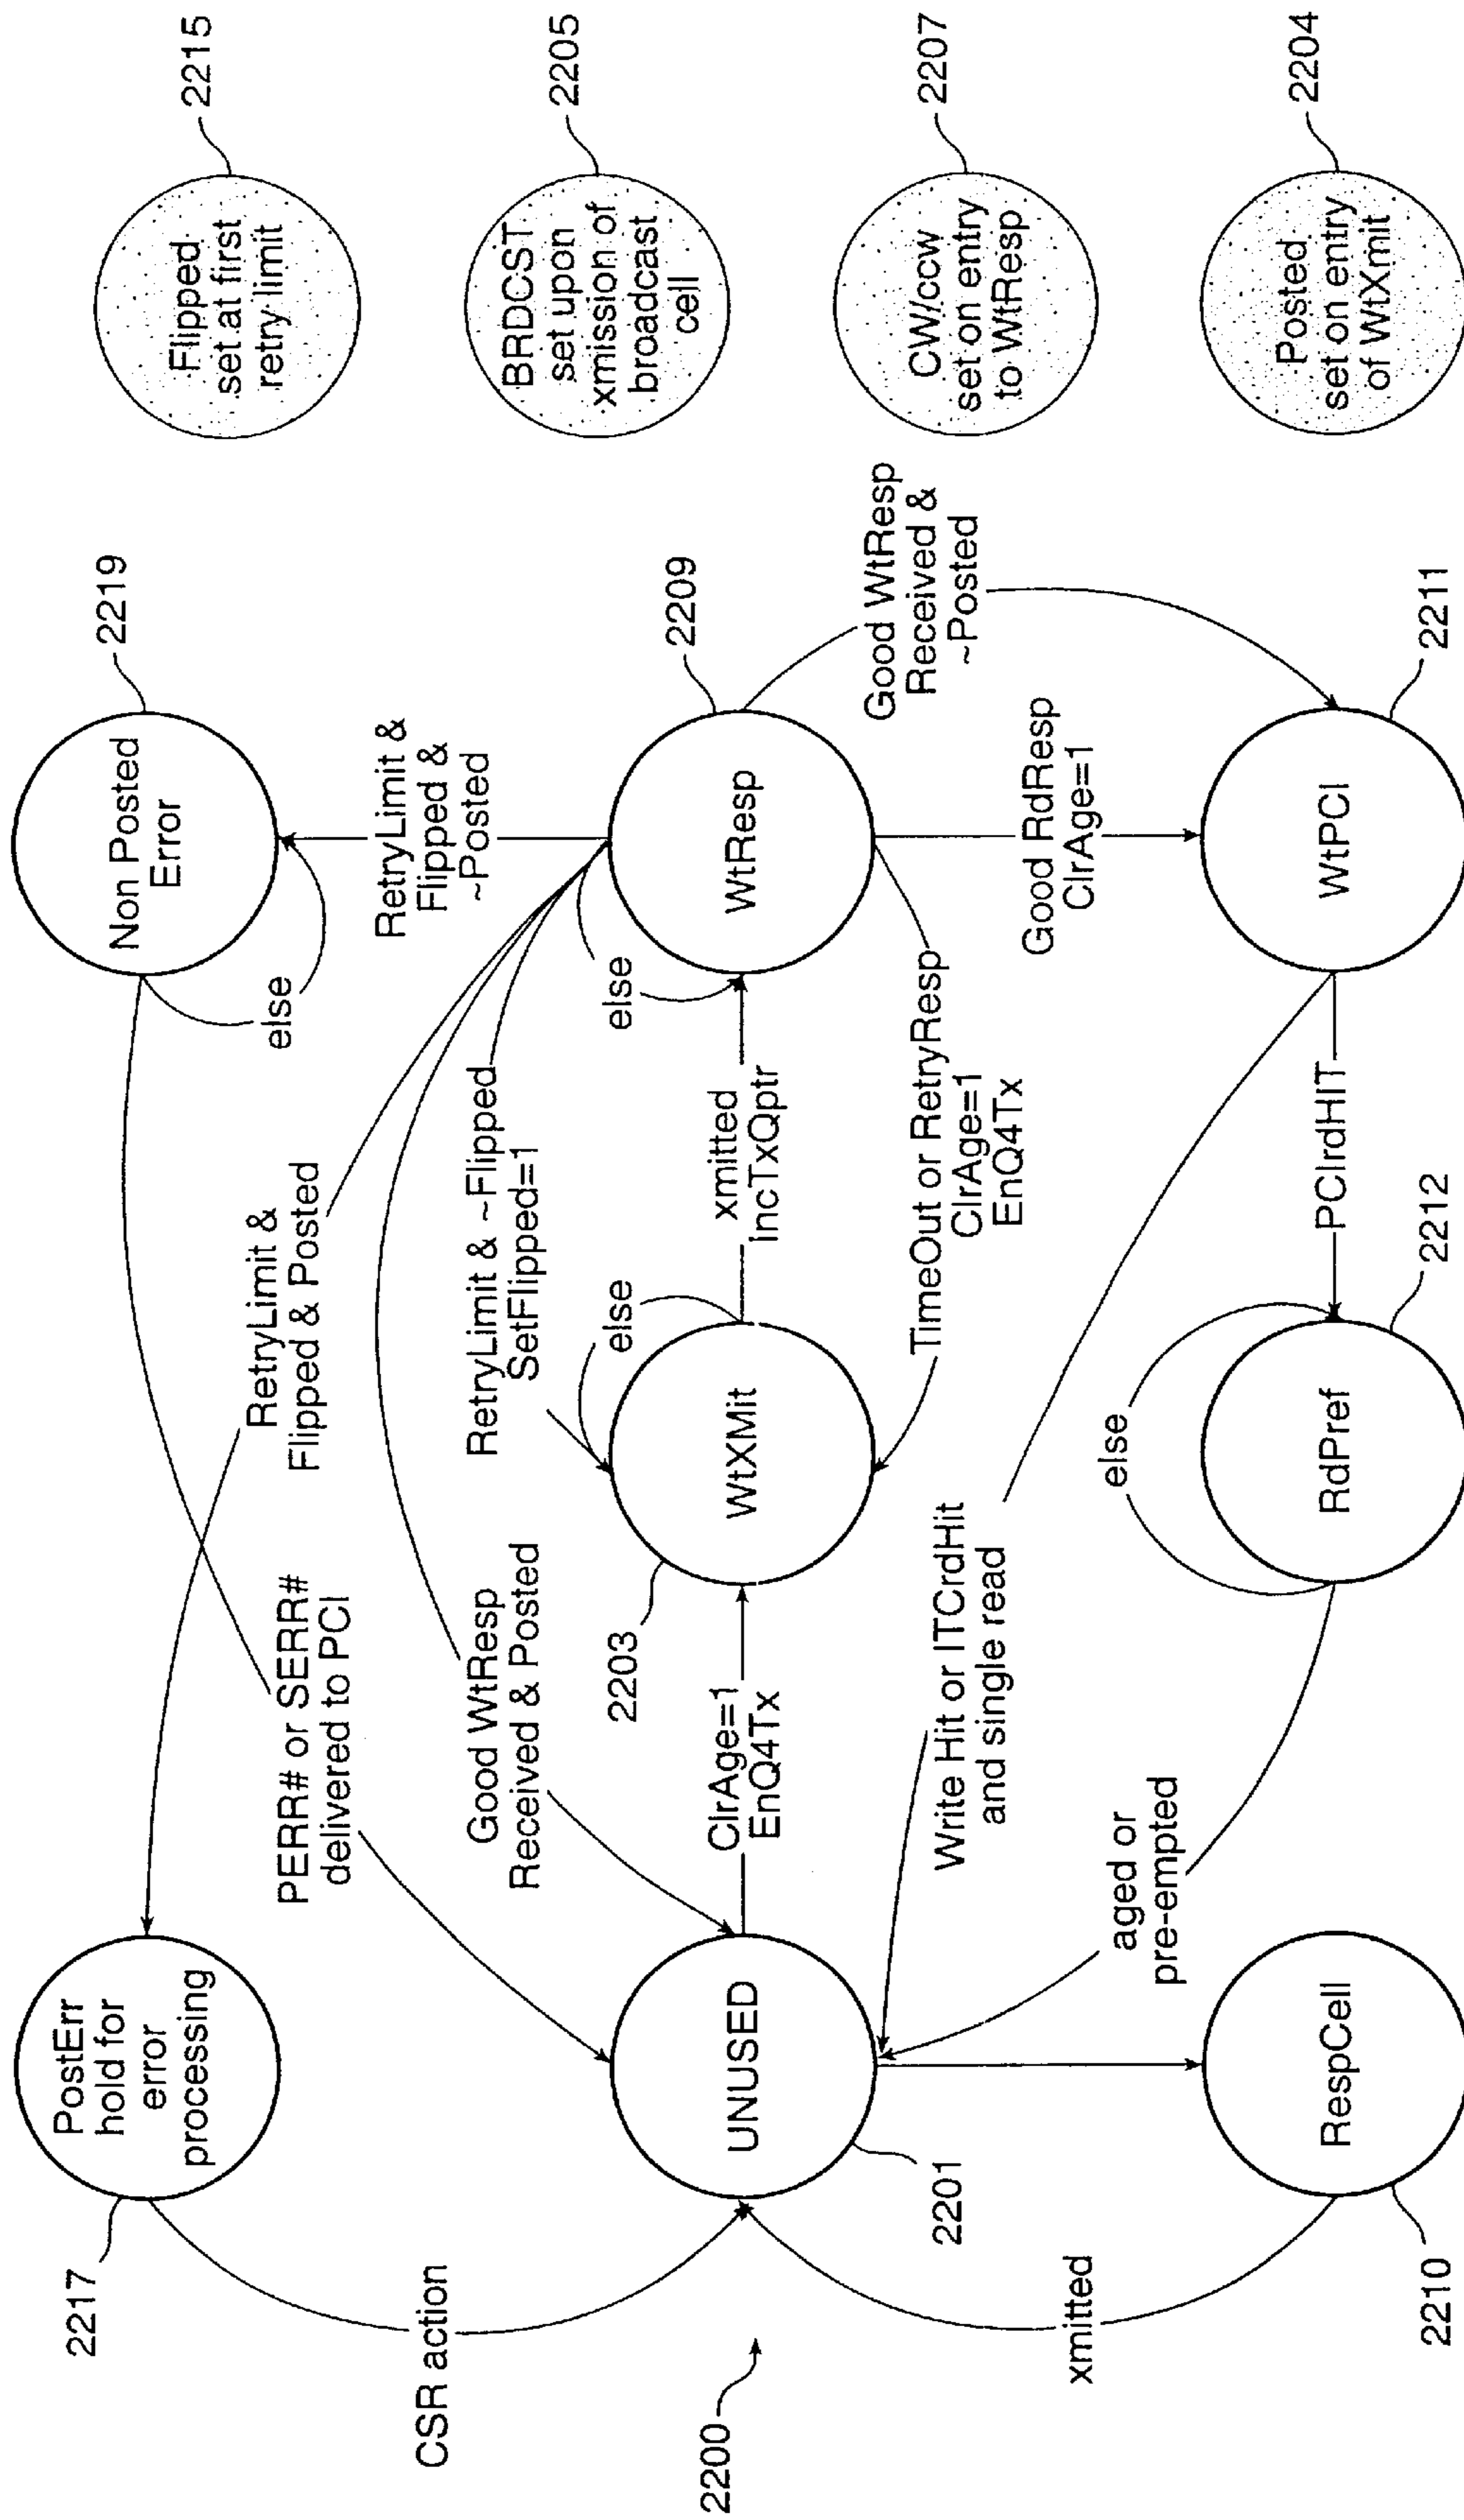 2217
PostErr
hold for
error
processing
CSR action
RetryLimit &
Flipped & Posted
PERR# or SERR#
delivered to PCI
Non Posted
Error
2219
else
RetryLimit &
Flipped &
~Posted
Flipped
set at first
retry limit
2215
2200
UNUSED
2201
Good WtResp
Received & Posted
ClrAge=1
EnQ4Tx
2203
WtXMit
else
RetryLimit & ~Flipped
SetFlipped=1
xmitted
incTxQptr
else
WtResp
2209
TimeOut or RetryResp
ClrAge=1
EnQ4Tx
Good WtResp
Received &
~Posted
Good RdResp
ClrAge=1
BRDCST
set upon
xmission of
broadcast
cell
2205
CW/ccw
set on entry
to WtResp
2207
xmitted
Write Hit or ITCrdHit
and single read
aged or
pre-empted
RespCell
2210
else
RdPref
2212
PCIrdHIT
WtPCI
2211
Posted
set on entry
of WtXmit
2204